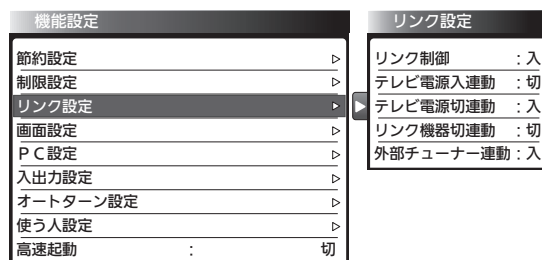 機能設定
節約設定
制限設定
リンク設定
画面設定
PC設定
入出力設定
オートターン設定
使う人設定
高速起動 : 切
リンク設定
リンク制御 : 入
テレビ電源入連動 : 切
テレビ電源切連動 : 入
リンク機器切連動 : 切
外部チューナー連動 : 入